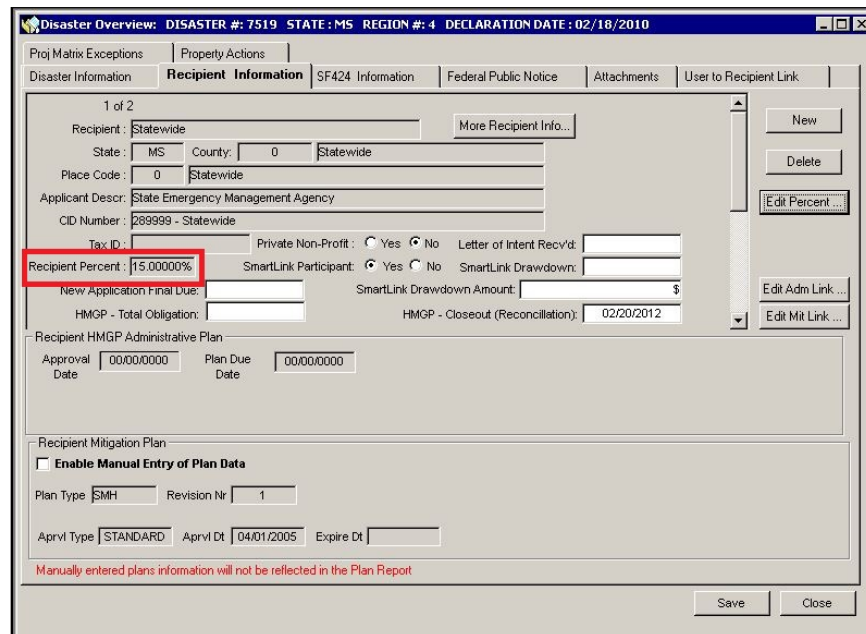 Disaster Overview: DISASTER #: 7519 STATE : MS REGION #: 4 DECLARATION DATE : 02/18/2010
Proj Matrix Exceptions Property Actions
Disaster Information Recipient Information SF424 Information Federal Public Notice Attachments User to Recipient Link
1 of 2
Recipient : Statewide More Recipient Info... New
State : MS County: 0 Statewide
Place Code : 0 Statewide Delete
Applicant Descr: State Emergency Management Agency Edit Percent ...
CID Number : 289999 - Statewide
Tax ID : Private Non-Profit : Yes No Letter of Intent Recv'd:
Recipient Percent : 15.00000% SmartLink Participant: Yes No SmartLink Drawdown:
New Application Final Due: SmartLink Drawdown Amount: $ Edit Adm Link ...
HMGP - Total Obligation: HMGP - Closeout (Reconcillation): 02/20/2012 Edit Mit Link ...
Recipient HMGP Administrative Plan
Approval Date 00/00/0000 Plan Due Date 00/00/0000
Recipient Mitigation Plan
Enable Manual Entry of Plan Data
Plan Type SMH Revision Nr 1
Aprvl Type STANDARD Aprvl Dt 04/01/2005 Expire Dt
Manually entered plans information will not be reflected in the Plan Report
Save Close